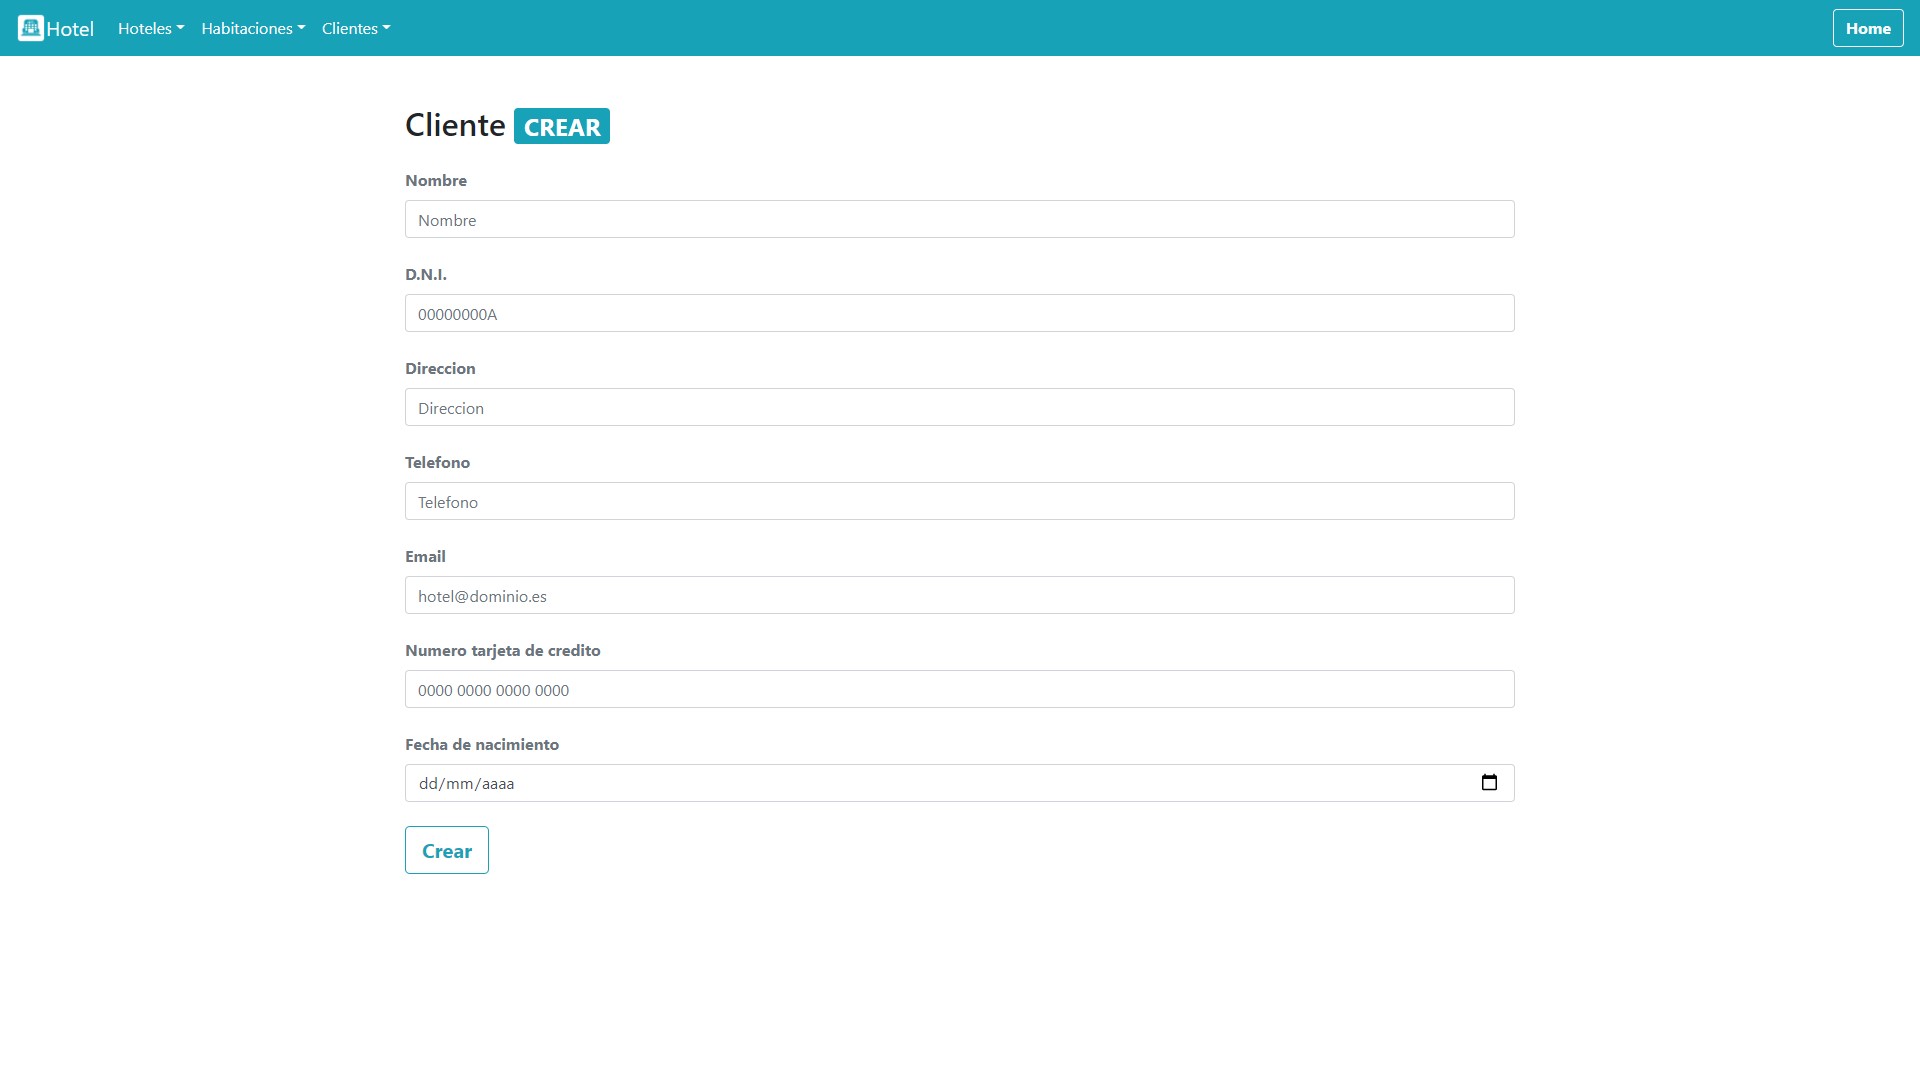 Hotel Hoteles Habitaciones Clientes Home
Cliente CREAR
Nombre
Nombre
D.N.I.
00000000A
Direccion
Direccion
Telefono
Telefono
Email
hotel@dominio.es
Numero tarjeta de credito
0000 0000 0000 0000
Fecha de nacimiento
dd/mm/aaaa
Crear